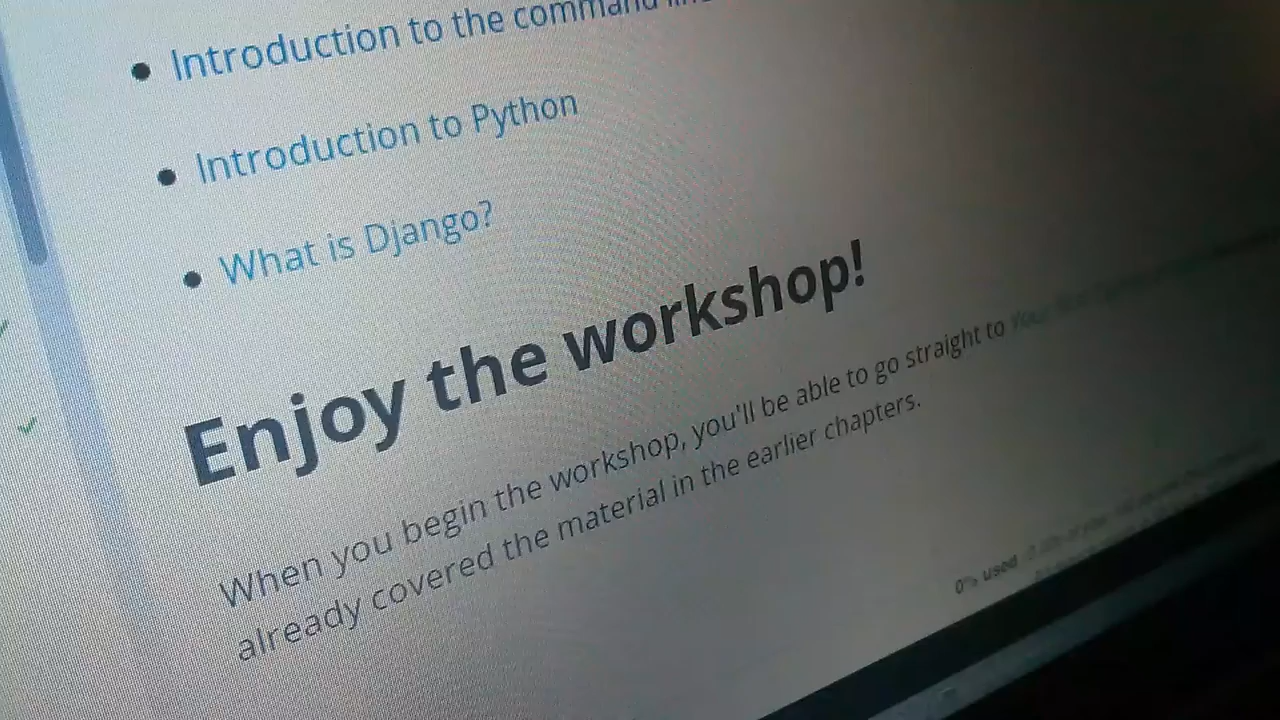 Introduction to the command
Introduction to Python
What is Django?
Enjoy the workshop!
When you begin the workshop, you'll be able to go straight to
already covered the material in the earlier chapters.
0% used